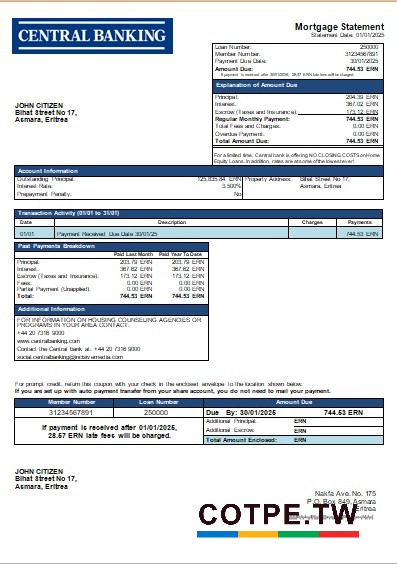 CENTRAL BANKING
Mortgage Statement
Statement Date: 01/01/2025
Loan Number: 250000
Member Number: 31234567891
Payment Due Date: 30/01/2025
Amount Due: 744.53 ERN
If payment is received after 30/01/2025, 28.57 ERN late fees will be charged.
JOHN CITIZEN
Bihat Street No 17,
Asmara, Eritrea
Explanation of Amount Due
Principal: 204.39 ERN
Interest: 367.02 ERN
Escrow (Taxes and Insurance): 173.12 ERN
Regular Monthly Payment: 744.53 ERN
Total Fees and Charges: 0.00 ERN
Overdue Payment: 0.00 ERN
Total Amount Due: 744.53 ERN
For a limited time, Central bank is offering NO CLOSING COSTS on Home
Equity Loans. In addition, rates are at some of the lowest ever!
Account Information
Outstanding Principal: 125,835.84 ERN Property Address: Bihat Street No 17,
Interest Rate: 3.500% Asmara, Eritrea
Prepayment Penalty: No
Transaction Activity (01/01 to 31/01)
Date Description Charges Payments
01/01 Payment Received Due Date 30/01/25 744.53 ERN
Past Payments Breakdown
Paid Last Month Paid Year To Date
Principal: 203.79 ERN 203.79 ERN
Interest: 367.62 ERN 367.62 ERN
Escrow (Taxes and Insurance): 173.12 ERN 173.12 ERN
Fees: 0.00 ERN 0.00 ERN
Partial Payment (Unapplied): 0.00 ERN 0.00 ERN
Total: 744.53 ERN 744.53 ERN
Additional Information
FOR INFORMATION ON HOUSING COUNSELING AGENCIES OR
PROGRAMS IN YOUR AREA CONTACT:
+44 20 7316 9000
www.centralbanking.com
Contact the Central bank at: +44 20 7316 9000
social.centralbanking@incisivemedia.com
For prompt credit, return this coupon with your check in the enclosed envelope to the location shown below.
If you are set up with auto payment transfer from your share account, you do not need to mail your payment.
Member Number Loan Number Amount Due
31234567891 250000 Due By: 30/01/2025 744.53 ERN
If payment is received after 01/01/2025,
28.57 ERN late fees will be charged.
Additional Principal: ERN
Additional Escrow: ERN
Total Amount Enclosed: ERN
JOHN CITIZEN
Bihat Street No 17,
Asmara, Eritrea
Nakfa Ave. No. 175
P.O. Box 849, Asmara
Eritrea
COTPE.TW